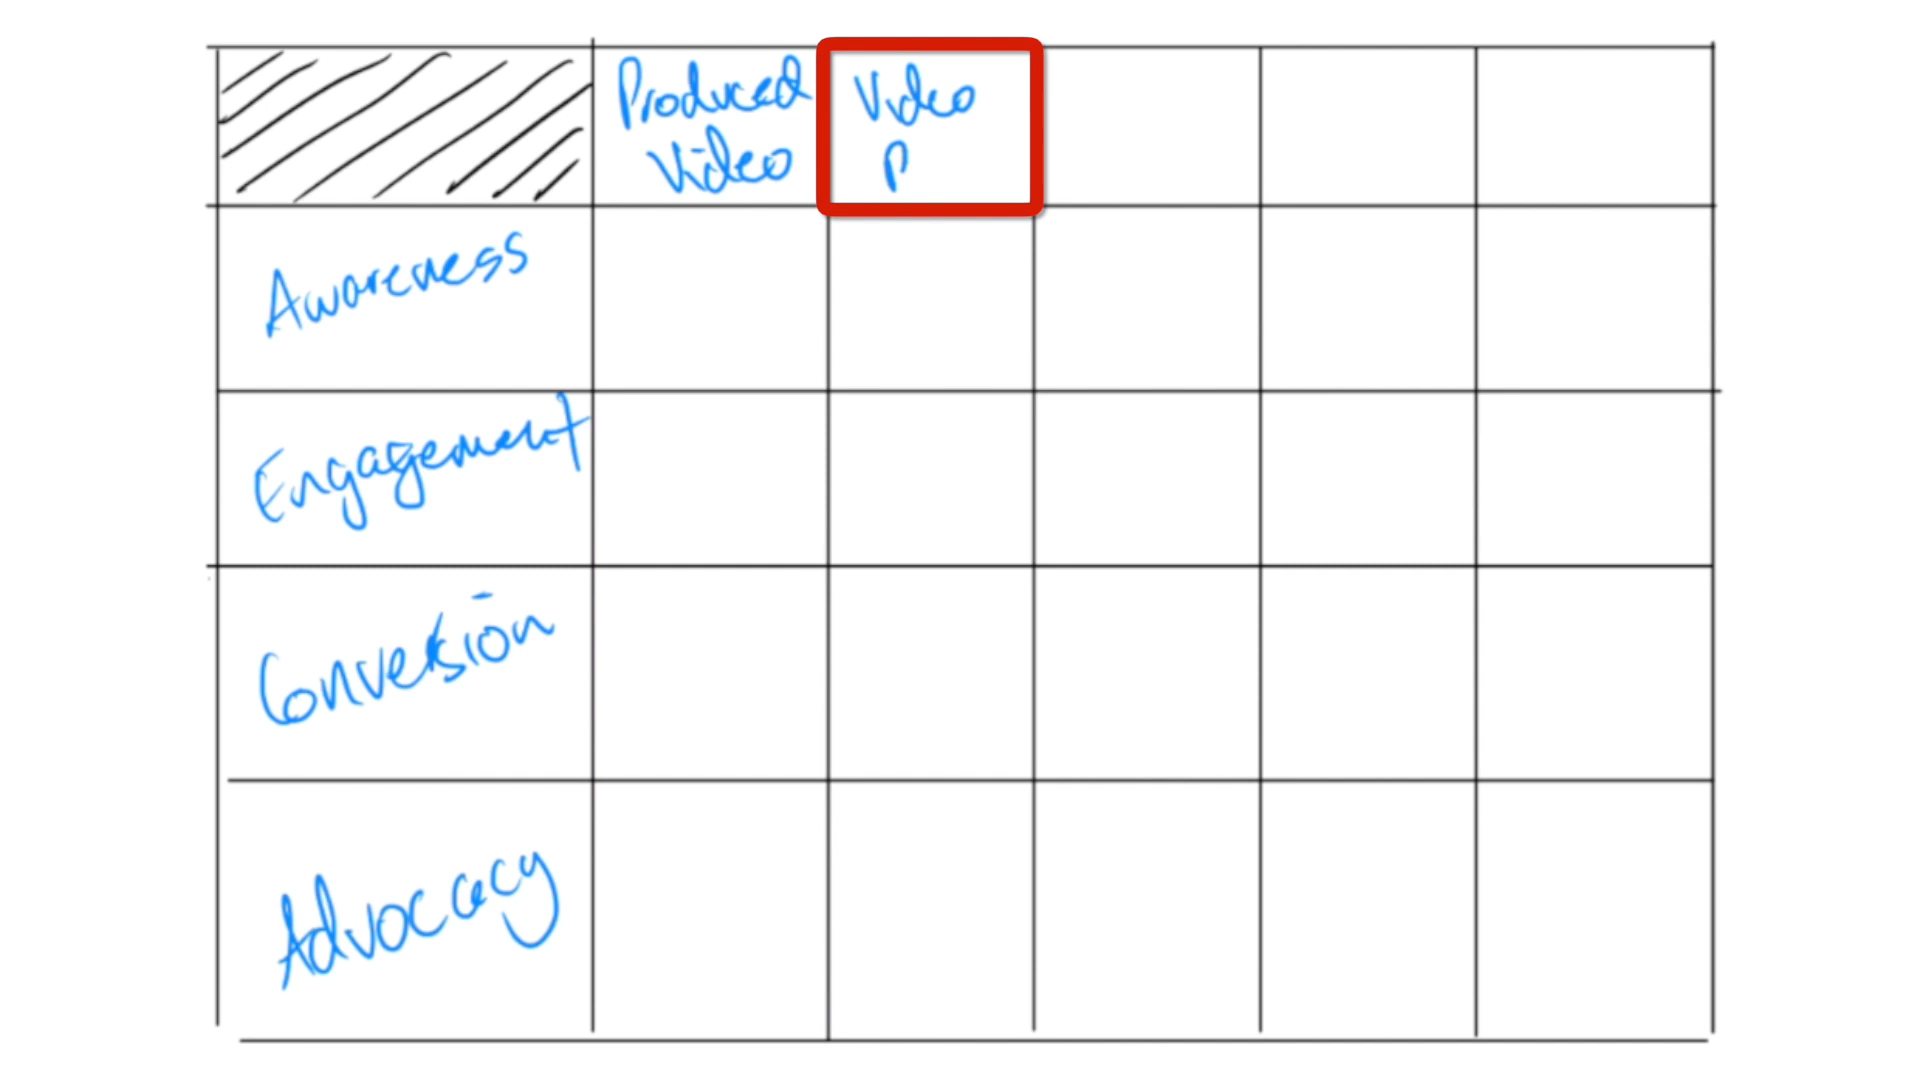 Produced
Video
Video
P
Awareness
Engagement
Conversion
Advocacy